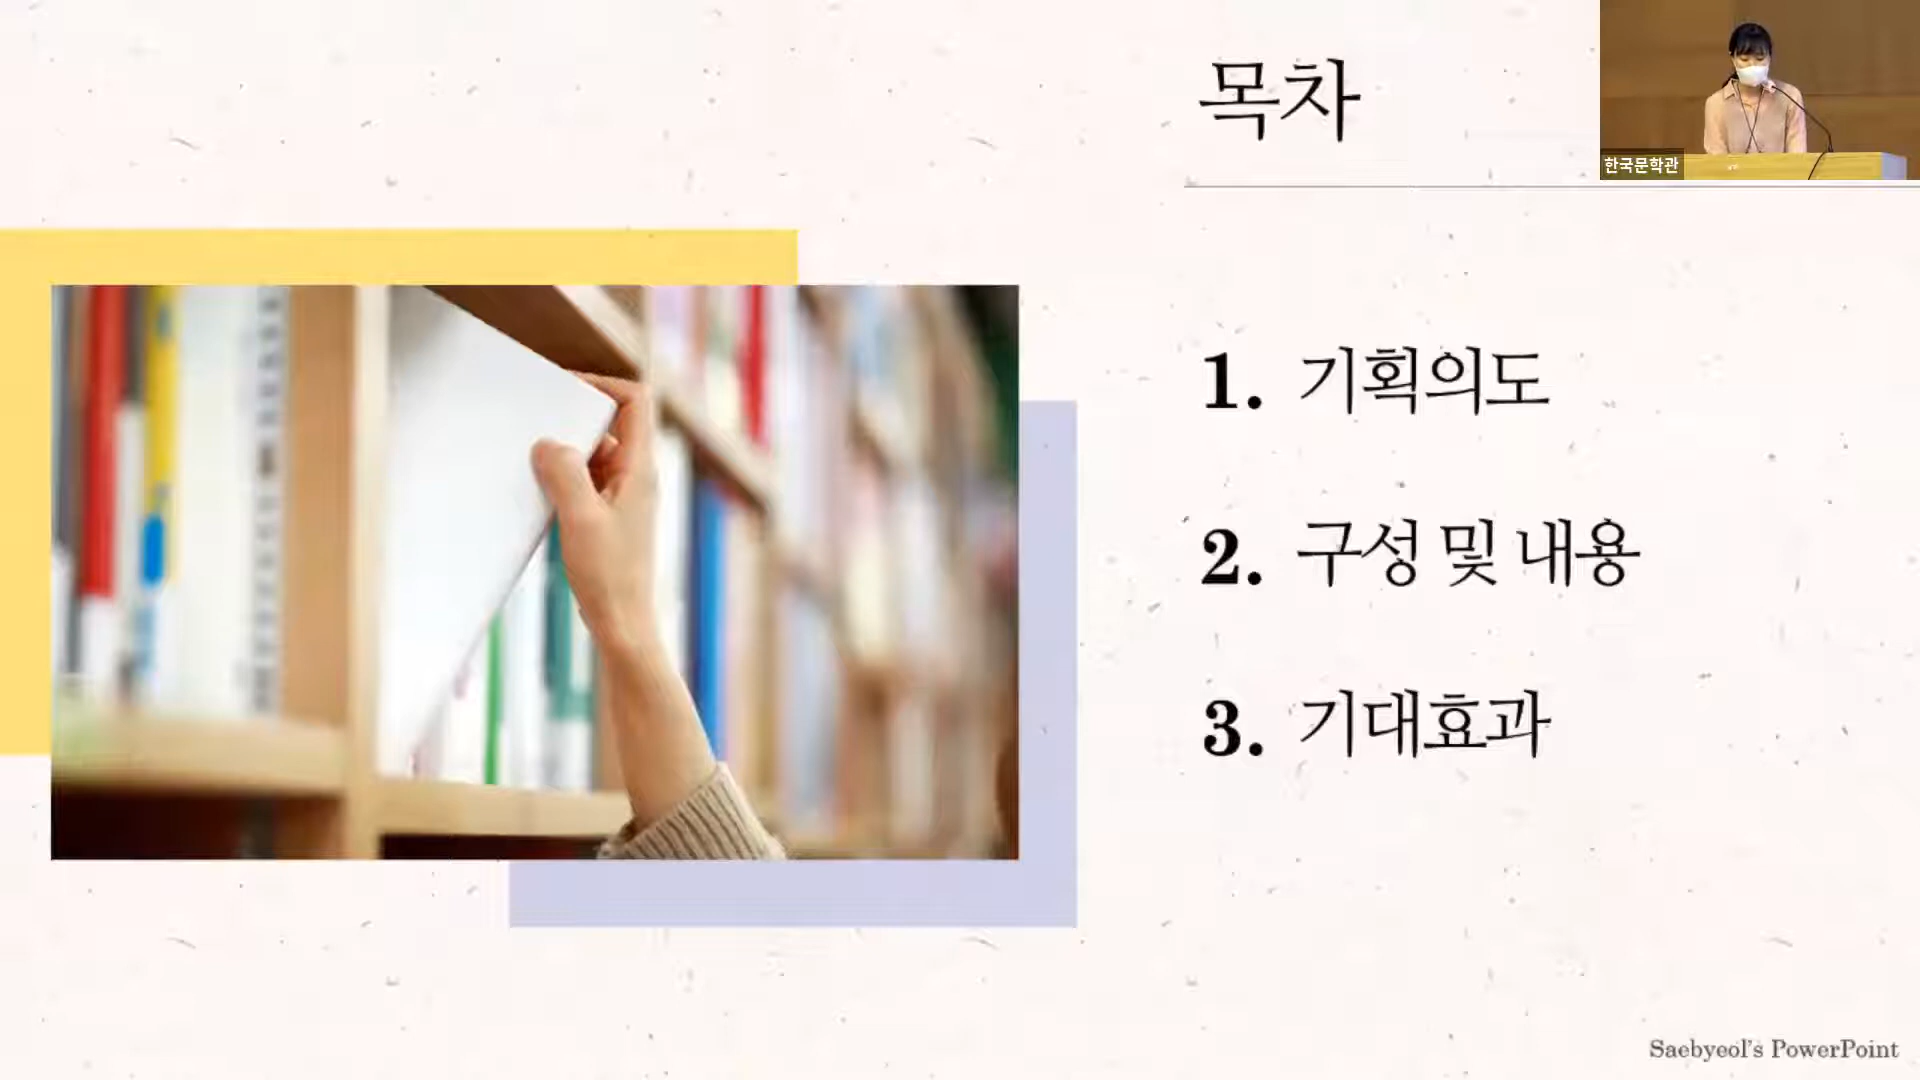 목차
한국문학관
1. 기획의도
2. 구성 및 내용
3. 기대효과
Saebyeol's PowerPoint